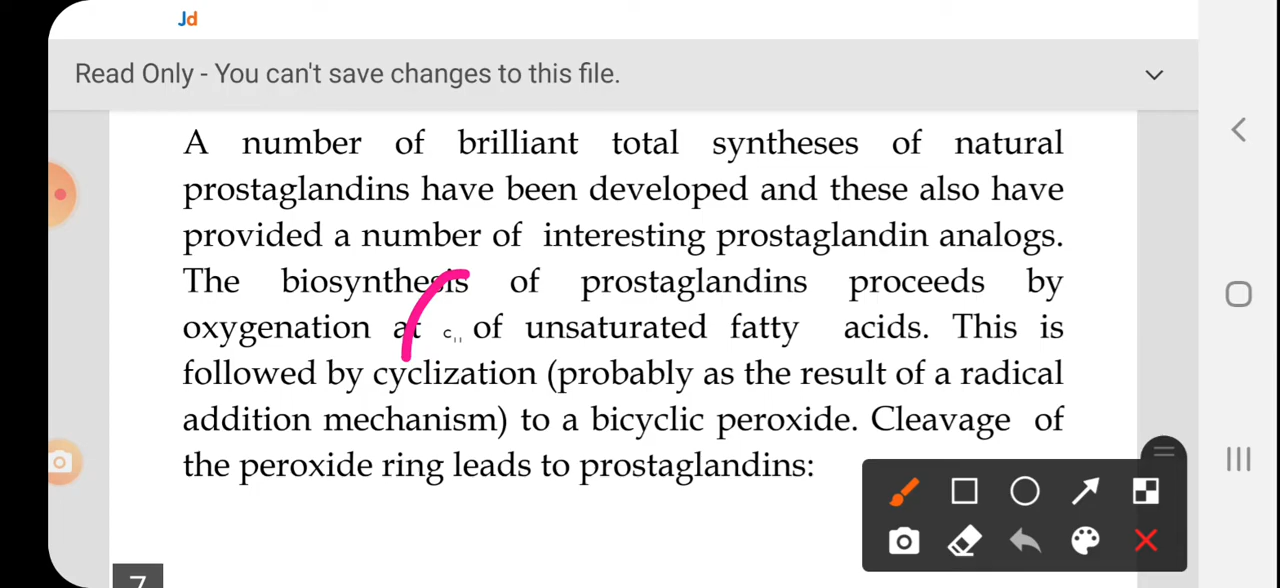 Jd
Read Only - You can't save changes to this file.
A number of brilliant total syntheses of natural
prostaglandins have been developed and these also have
provided a number of interesting prostaglandin analogs.
The biosynthesis of prostaglandins proceeds by
oxygenation at C₁₁ of unsaturated fatty acids. This is
followed by cyclization (probably as the result of a radical
addition mechanism) to a bicyclic peroxide. Cleavage of
the peroxide ring leads to prostaglandins:
7